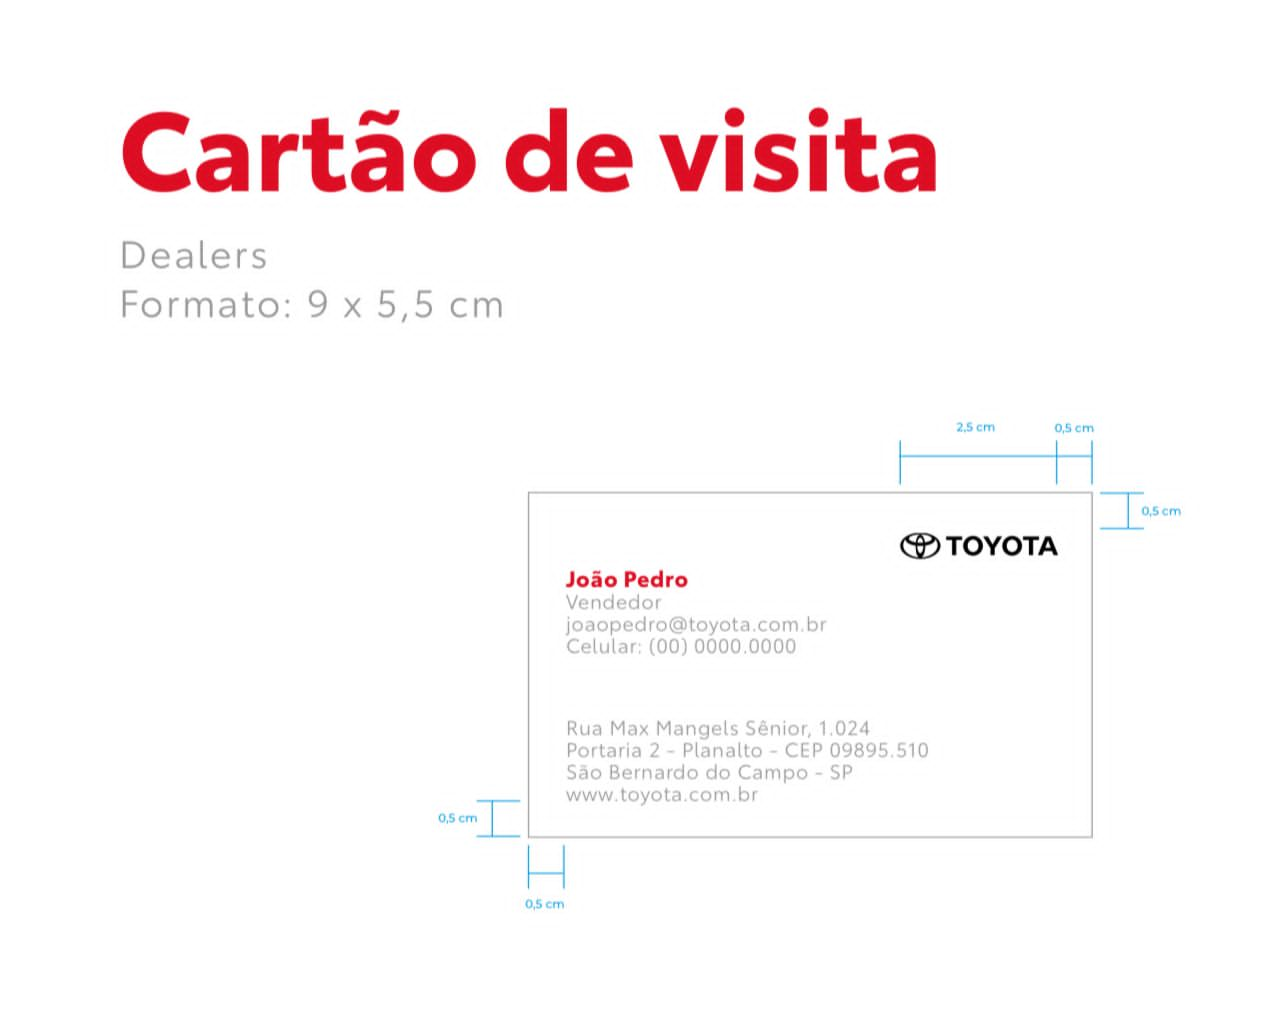 Cartão de visita
Dealers
Formato: 9 x 5,5 cm
2,5 cm
0,5 cm
0,5 cm
TOYOTA
João Pedro
Vendedor
joaopedro@toyota.com.br
Celular: (00) 0000.0000
Rua Max Mangels Sênior, 1.024
Portaria 2 - Planalto - CEP 09895.510
São Bernardo do Campo - SP
www.toyota.com.br
0,5 cm
0,5 cm